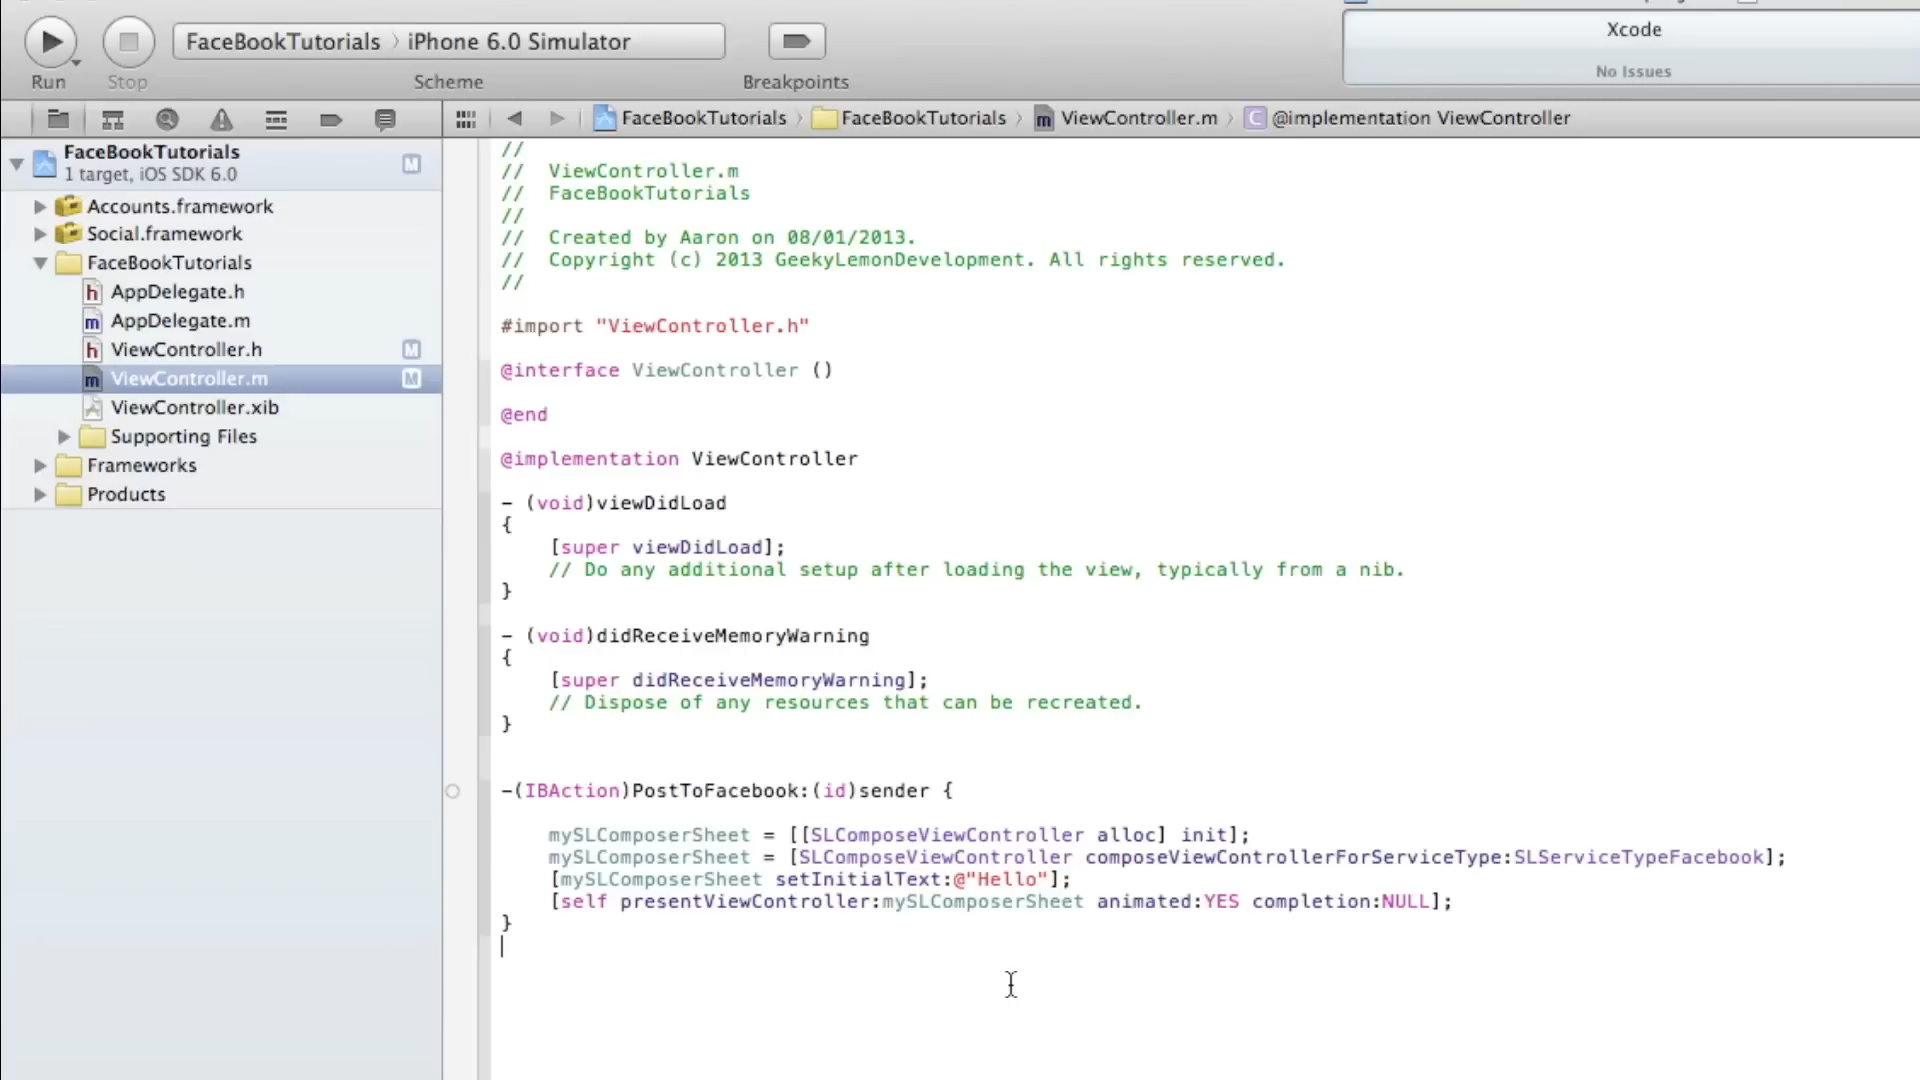 FaceBookTutorials iPhone 6.0 Simulator
Xcode
No Issues
Run
Stop
Scheme
Breakpoints
FaceBookTutorials
FaceBookTutorials
ViewController.m
@implementation ViewController
FaceBookTutorials
M
1 target, iOS SDK 6.0
Accounts.framework
Social.framework
FaceBookTutorials
h AppDelegate.h
m AppDelegate.m
h ViewController.h M
m ViewController.m M
ViewController.xib
Supporting Files
Frameworks
Products
//
//  ViewController.m
//  FaceBookTutorials
//
//  Created by Aaron on 08/01/2013.
//  Copyright (c) 2013 GeekyLemonDevelopment. All rights reserved.
//
#import "ViewController.h"
@interface ViewController ()
@end
@implementation ViewController
- (void)viewDidLoad
{
[super viewDidLoad];
// Do any additional setup after loading the view, typically from a nib.
}
- (void)didReceiveMemoryWarning
{
[super didReceiveMemoryWarning];
// Dispose of any resources that can be recreated.
}
-(IBAction)PostToFacebook:(id)sender {
mySLComposerSheet = [[SLComposeViewController alloc] init];
mySLComposerSheet = [SLComposeViewController composeViewControllerForServiceType:SLServiceTypeFacebook];
[mySLComposerSheet setInitialText:@"Hello"];
[self presentViewController:mySLComposerSheet animated:YES completion:NULL];
}